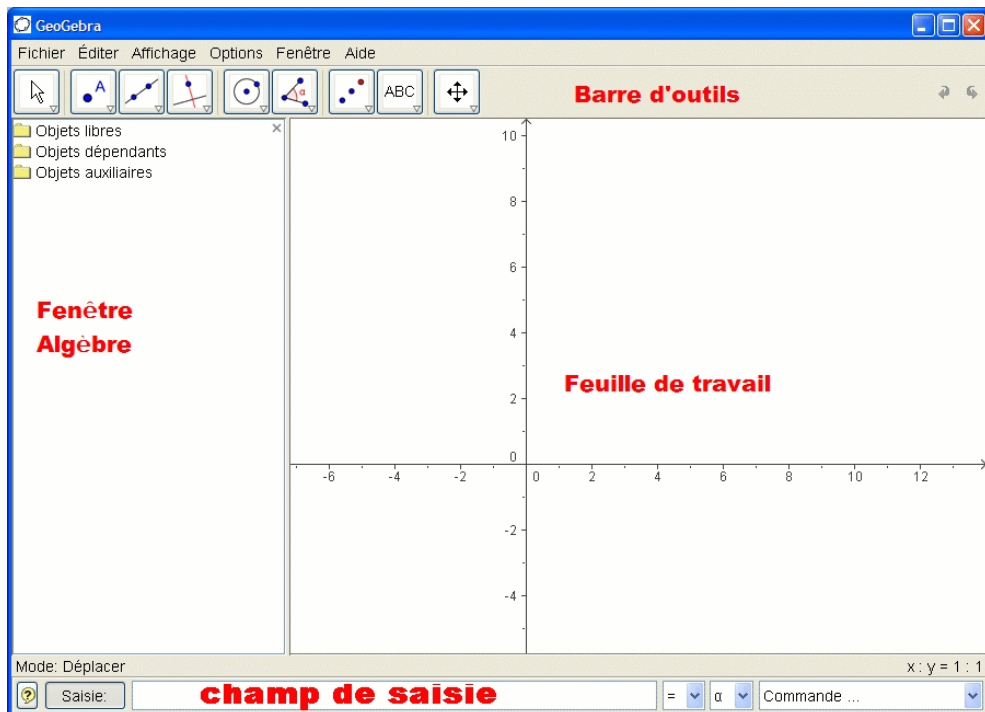 GeoGebra
Fichier Éditer Affichage Options Fenêtre Aide
A
α
ABC
Barre d'outils
Objets libres
Objets dépendants
Objets auxiliaires
Fenêtre
Algèbre
10
8
6
4
2
0
-6 -4 -2 0 2 4 6 8 10 12
-2
-4
Feuille de travail
Mode: Déplacer
x : y = 1 : 1
? Saisie: champ de saisie = α Commande ...